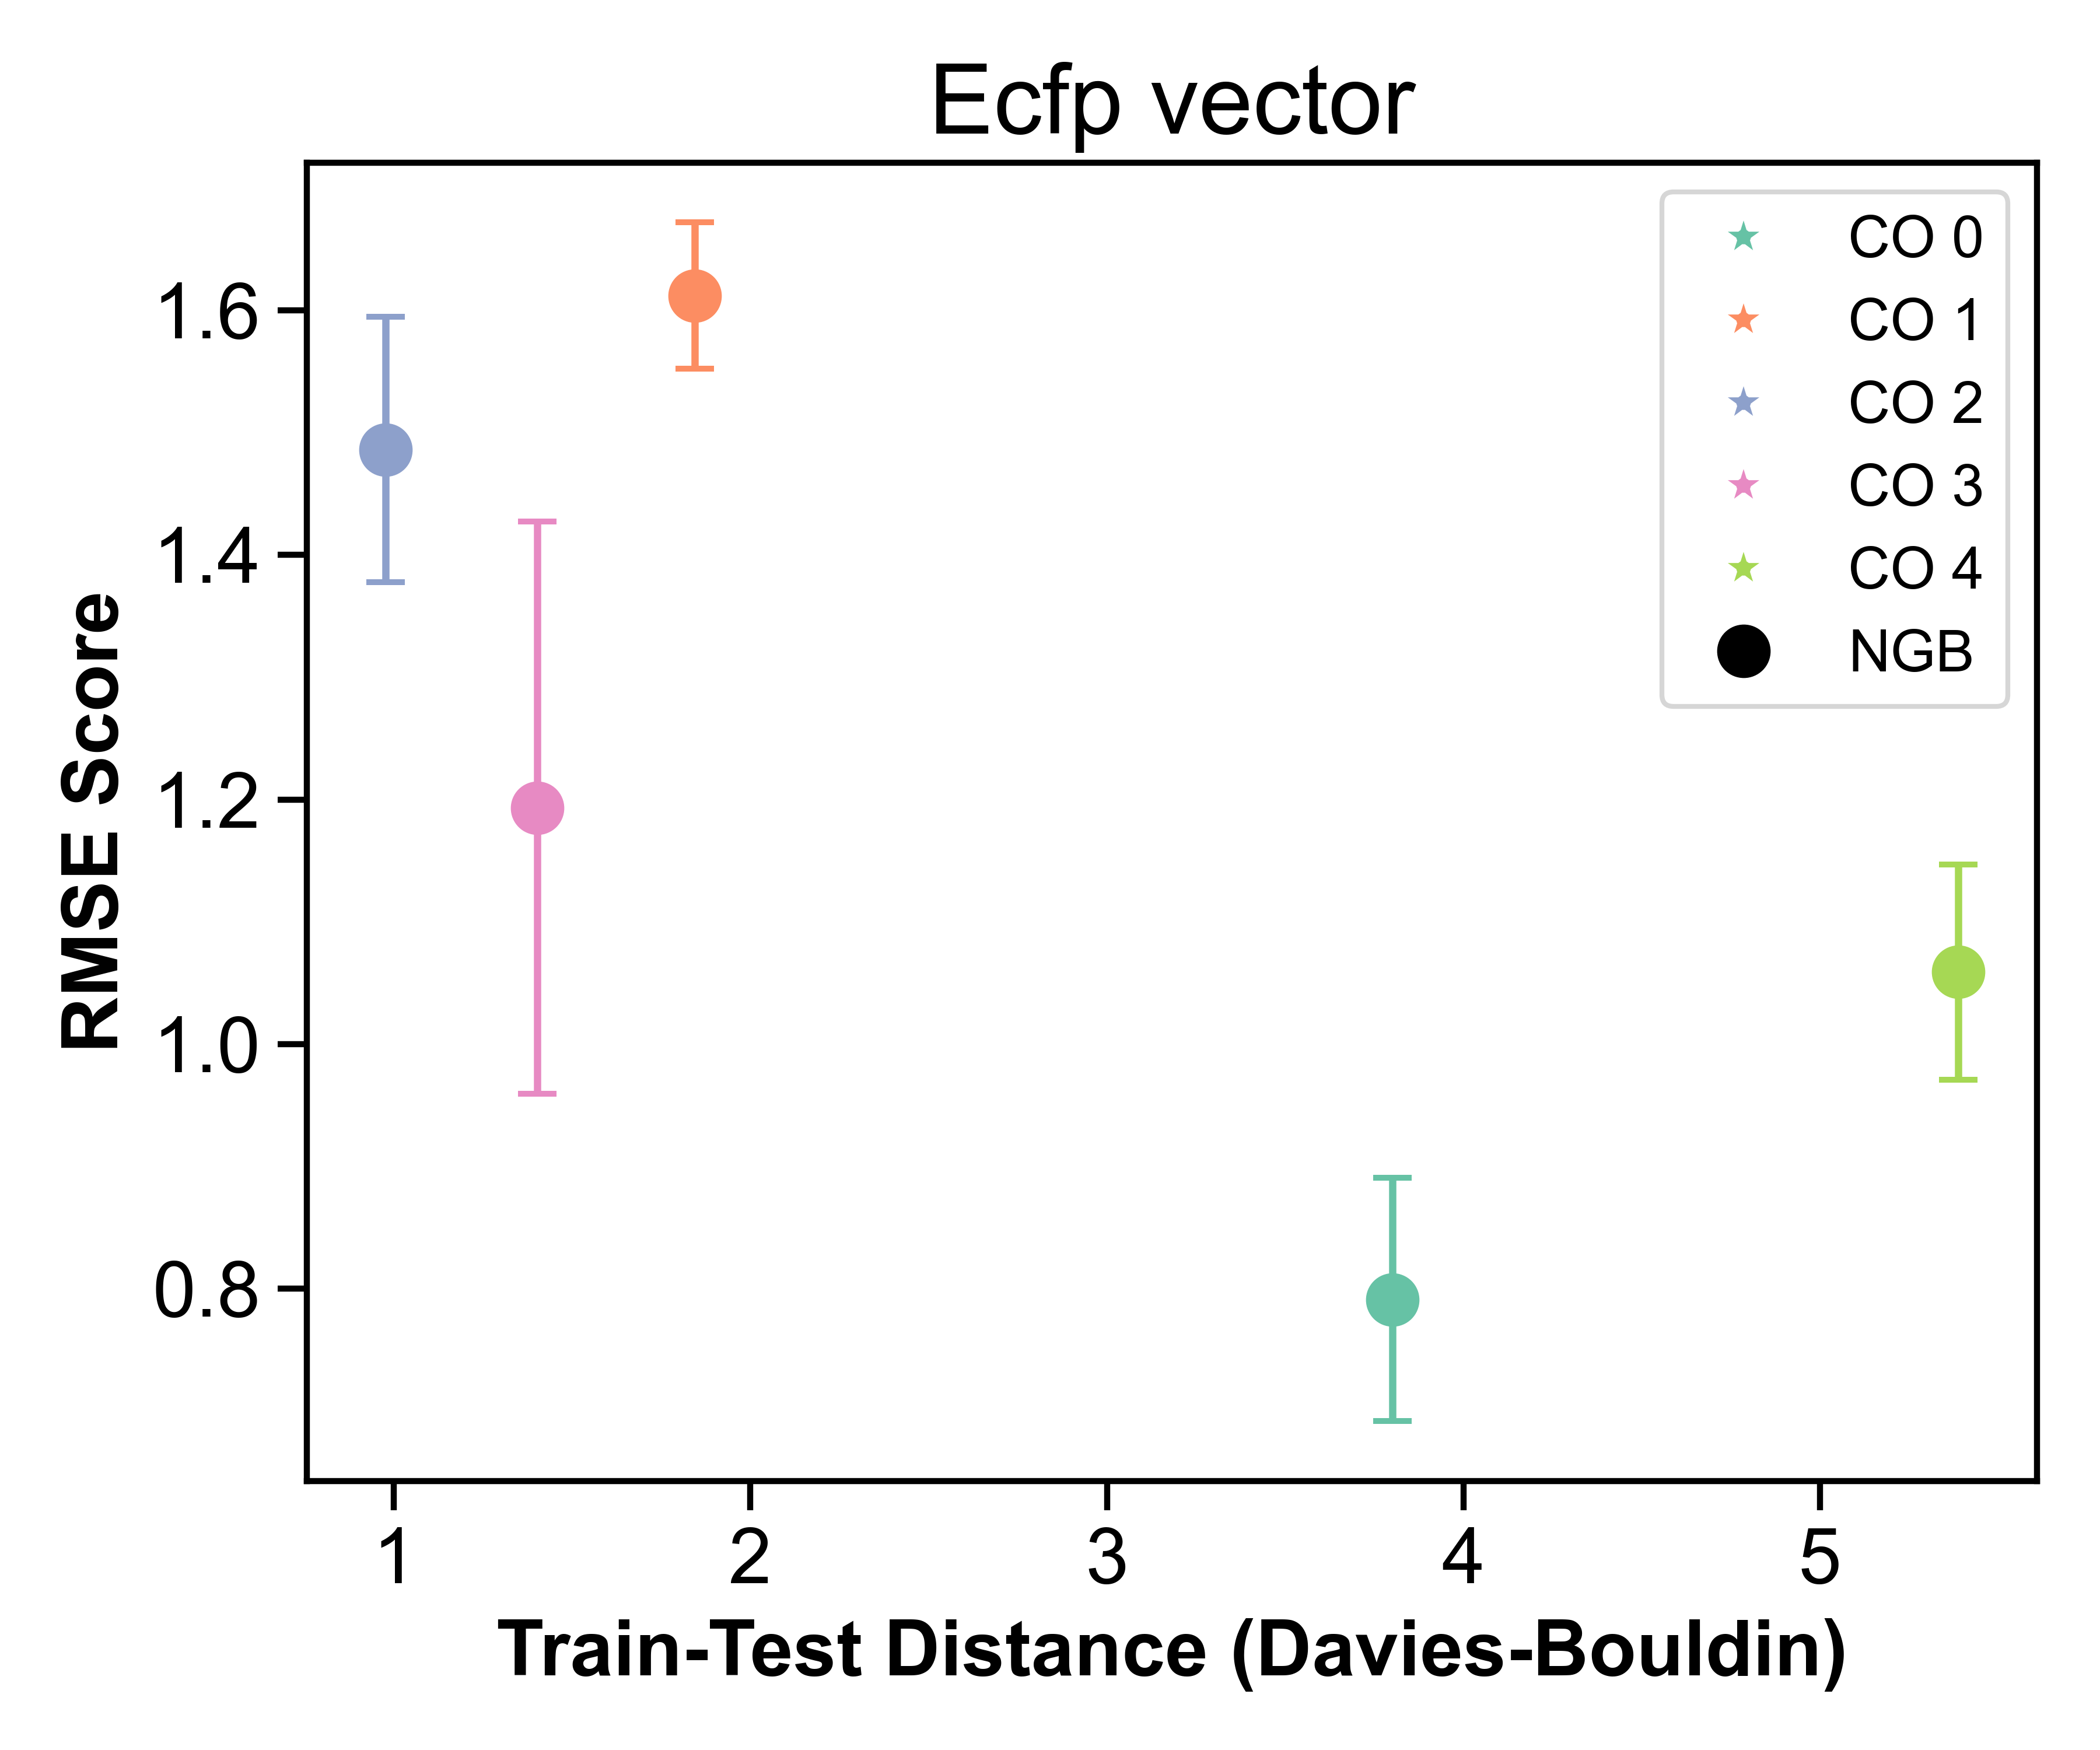 Ecfp vector
CO 0
CO 1
CO 2
CO 3
CO 4
NGB
RMSE Score
1.6
1.4
1.2
1.0
0.8
1 2 3 4 5
Train-Test Distance (Davies-Bouldin)